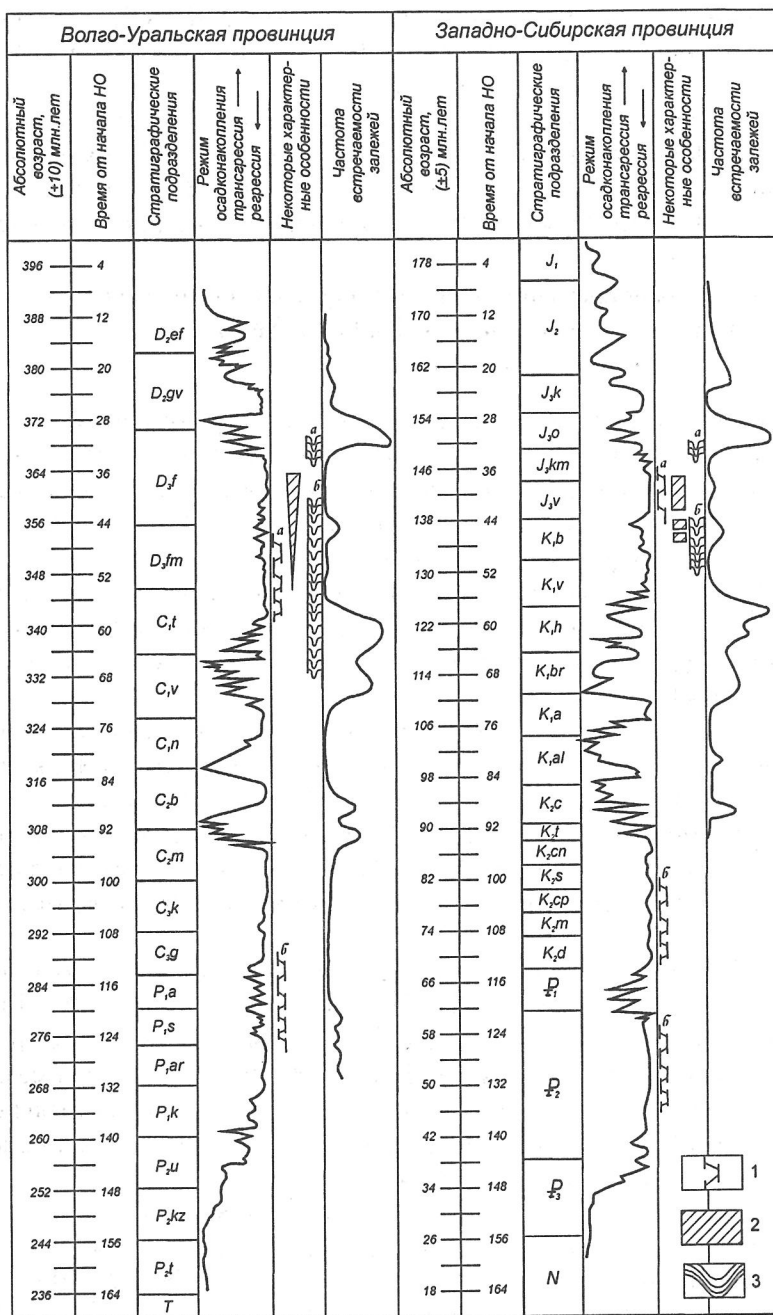 Волго-Уральская провинция
Абсолютный
возраст,
(±10) млн.лет
Время от начала НО
Стратиграфические
подразделения
Режим
осадконакопления
трансгрессия
регрессия
Некоторые характер-
ные особенности
Частота
встречаемости
залежей
396 4
388 12
380 20
372 28
364 36
356 44
348 52
340 60
332 68
324 76
316 84
308 92
300 100
292 108
284 116
276 124
268 132
260 140
252 148
244 156
236 164
D₂ef
D₂gv
D₃f
D₃fm
C₁t
C₁v
C₁n
C₂b
C₂m
C₃k
C₃g
P₁a
P₁s
P₁ar
P₁k
P₂u
P₂kz
P₂t
T
а
б
а
б
Западно-Сибирская провинция
Абсолютный
возраст,
(±5) млн.лет
Время от начала НО
Стратиграфические
подразделения
Режим
осадконакопления
трансгрессия
регрессия
Некоторые характер-
ные особенности
Частота
встречаемости
залежей
178 4
170 12
162 20
154 28
146 36
138 44
130 52
122 60
114 68
106 76
98 84
90 92
82 100
74 108
66 116
58 124
50 132
42 140
34 148
26 156
18 164
J₁
J₂
J₃k
J₃o
J₃km
J₃v
K₁b
K₁v
K₁h
K₁br
K₁a
K₁al
K₂c
K₂t
K₂cn
K₂s
K₂cp
K₂m
K₂d
Ꝑ₁
Ꝑ₂
Ꝑ₃
N
а
а
б
б
б
1
2
3